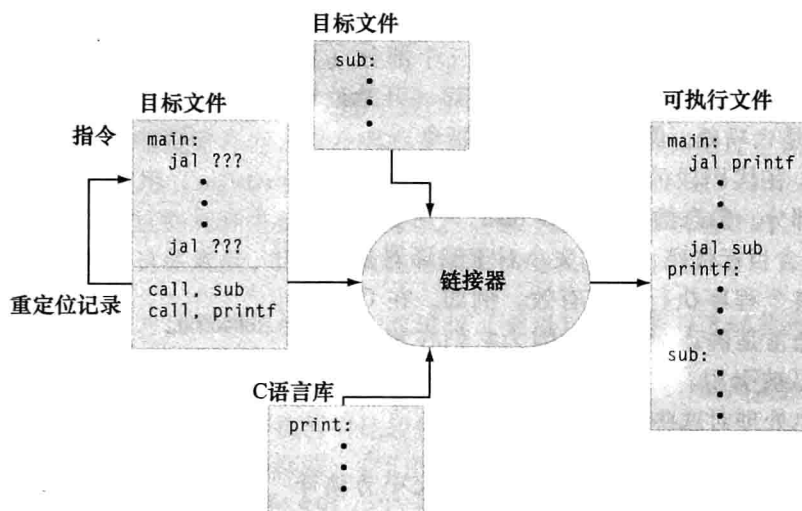 目标文件
sub:
目标文件
指令
main:
jal ???
jal ???
重定位记录
call, sub
call, printf
链接器
C语言库
print:
可执行文件
main:
jal printf
jal sub
printf:
sub: